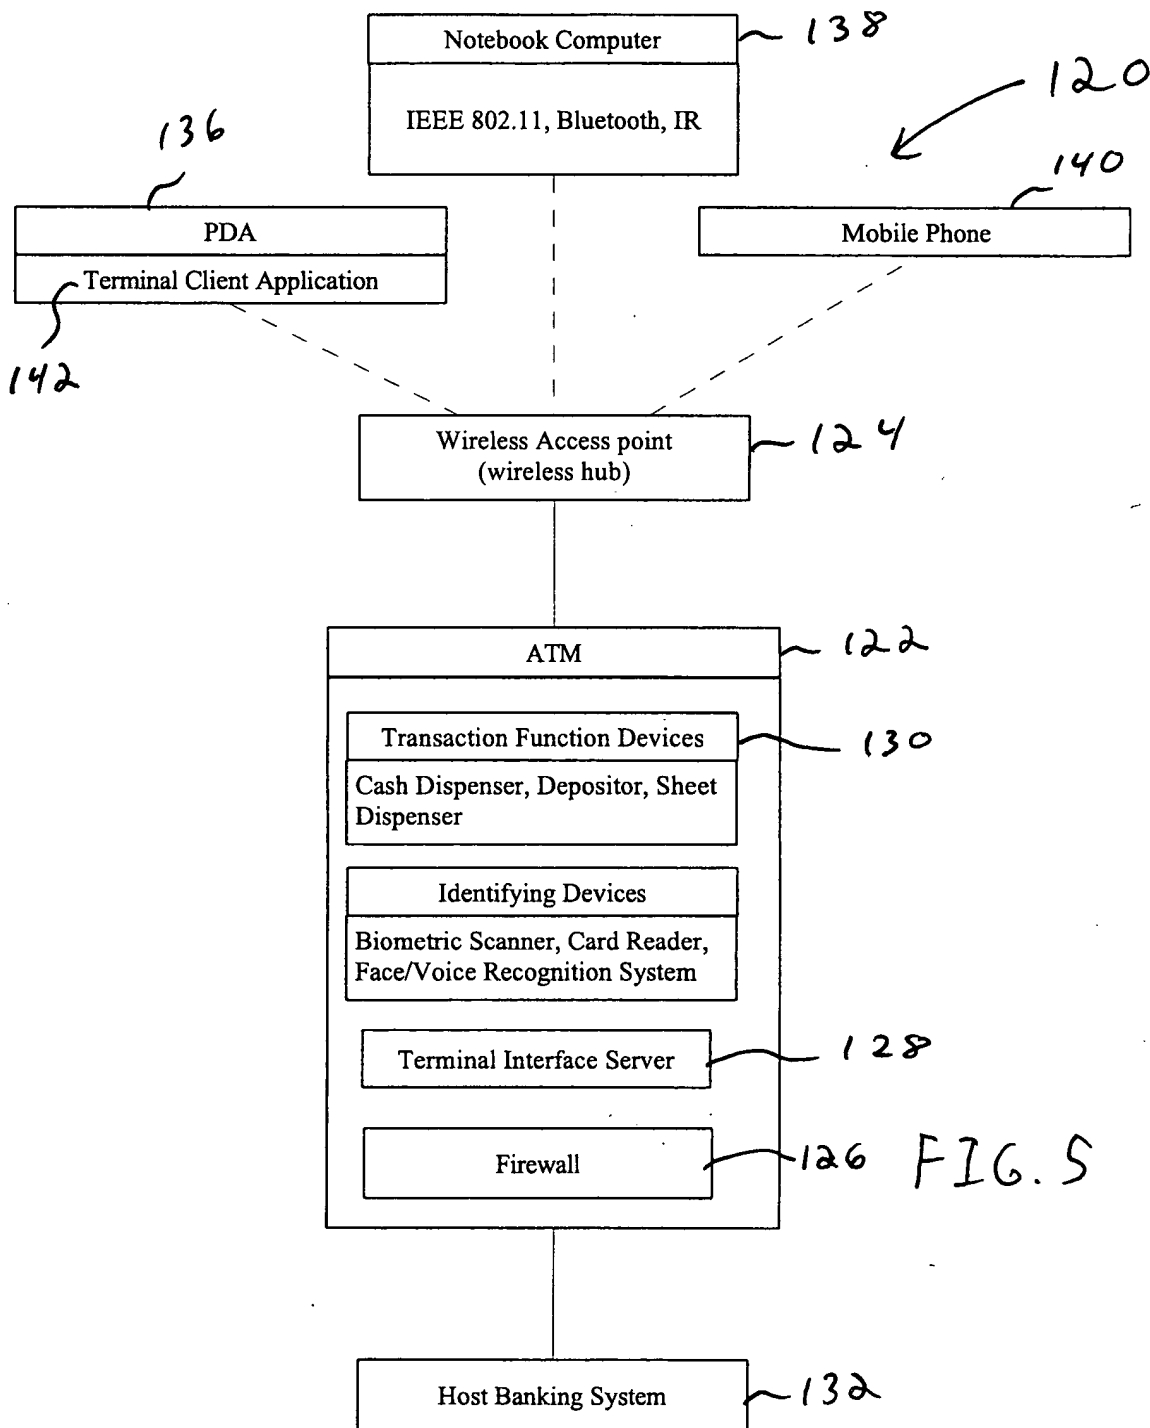 Notebook Computer
138
IEEE 802.11, Bluetooth, IR
120
136
140
PDA
Mobile Phone
Terminal Client Application
142
Wireless Access point
(wireless hub)
124
ATM
122
Transaction Function Devices
130
Cash Dispenser, Depositor, Sheet
Dispenser
Identifying Devices
Biometric Scanner, Card Reader,
Face/Voice Recognition System
Terminal Interface Server
128
Firewall
126
FIG. 5
Host Banking System
132